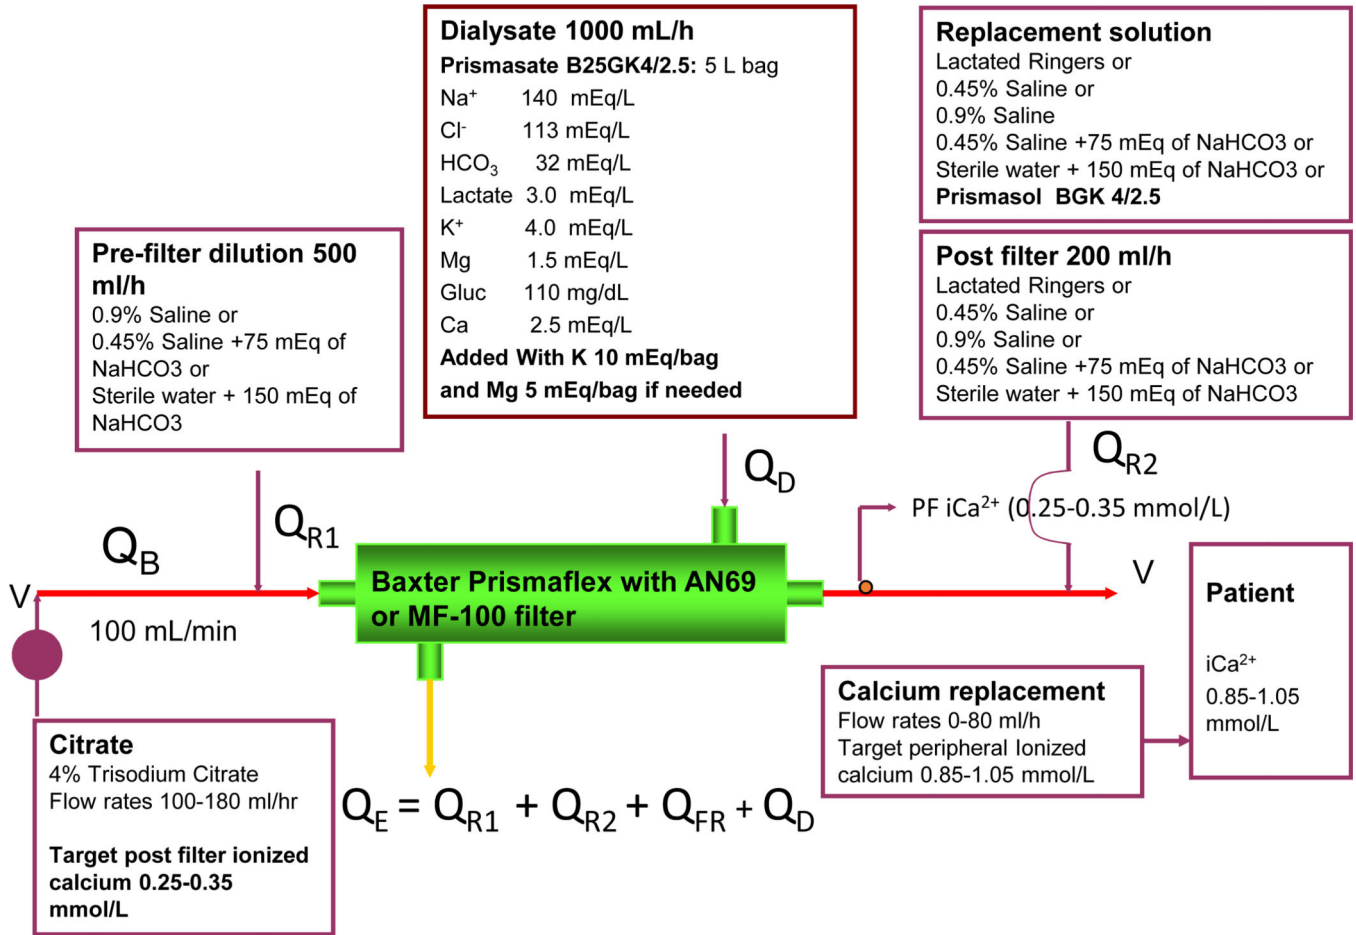 Dialysate 1000 mL/h
Prismasate B25GK4/2.5: 5 L bag
Na⁺ 140 mEq/L
Cl⁻ 113 mEq/L
HCO₃ 32 mEq/L
Lactate 3.0 mEq/L
K⁺ 4.0 mEq/L
Mg 1.5 mEq/L
Gluc 110 mg/dL
Ca 2.5 mEq/L
Added With K 10 mEq/bag
and Mg 5 mEq/bag if needed
Replacement solution
Lactated Ringers or
0.45% Saline or
0.9% Saline
0.45% Saline +75 mEq of NaHCO3 or
Sterile water + 150 mEq of NaHCO3 or
Prismasol BGK 4/2.5
Pre-filter dilution 500
ml/h
0.9% Saline or
0.45% Saline +75 mEq of
NaHCO3 or
Sterile water + 150 mEq of
NaHCO3
Post filter 200 ml/h
Lactated Ringers or
0.45% Saline or
0.9% Saline or
0.45% Saline +75 mEq of NaHCO3 or
Sterile water + 150 mEq of NaHCO3
Q_B
Q_R1
Q_D
Q_R2
PF iCa²⁺ (0.25-0.35 mmol/L)
V
100 mL/min
Baxter Prismaflex with AN69
or MF-100 filter
V
Patient
iCa²⁺
0.85-1.05
mmol/L
Calcium replacement
Flow rates 0-80 ml/h
Target peripheral Ionized
calcium 0.85-1.05 mmol/L
Citrate
4% Trisodium Citrate
Flow rates 100-180 ml/hr
Target post filter ionized
calcium 0.25-0.35
mmol/L
Q_E = Q_R1 + Q_R2 + Q_FR + Q_D